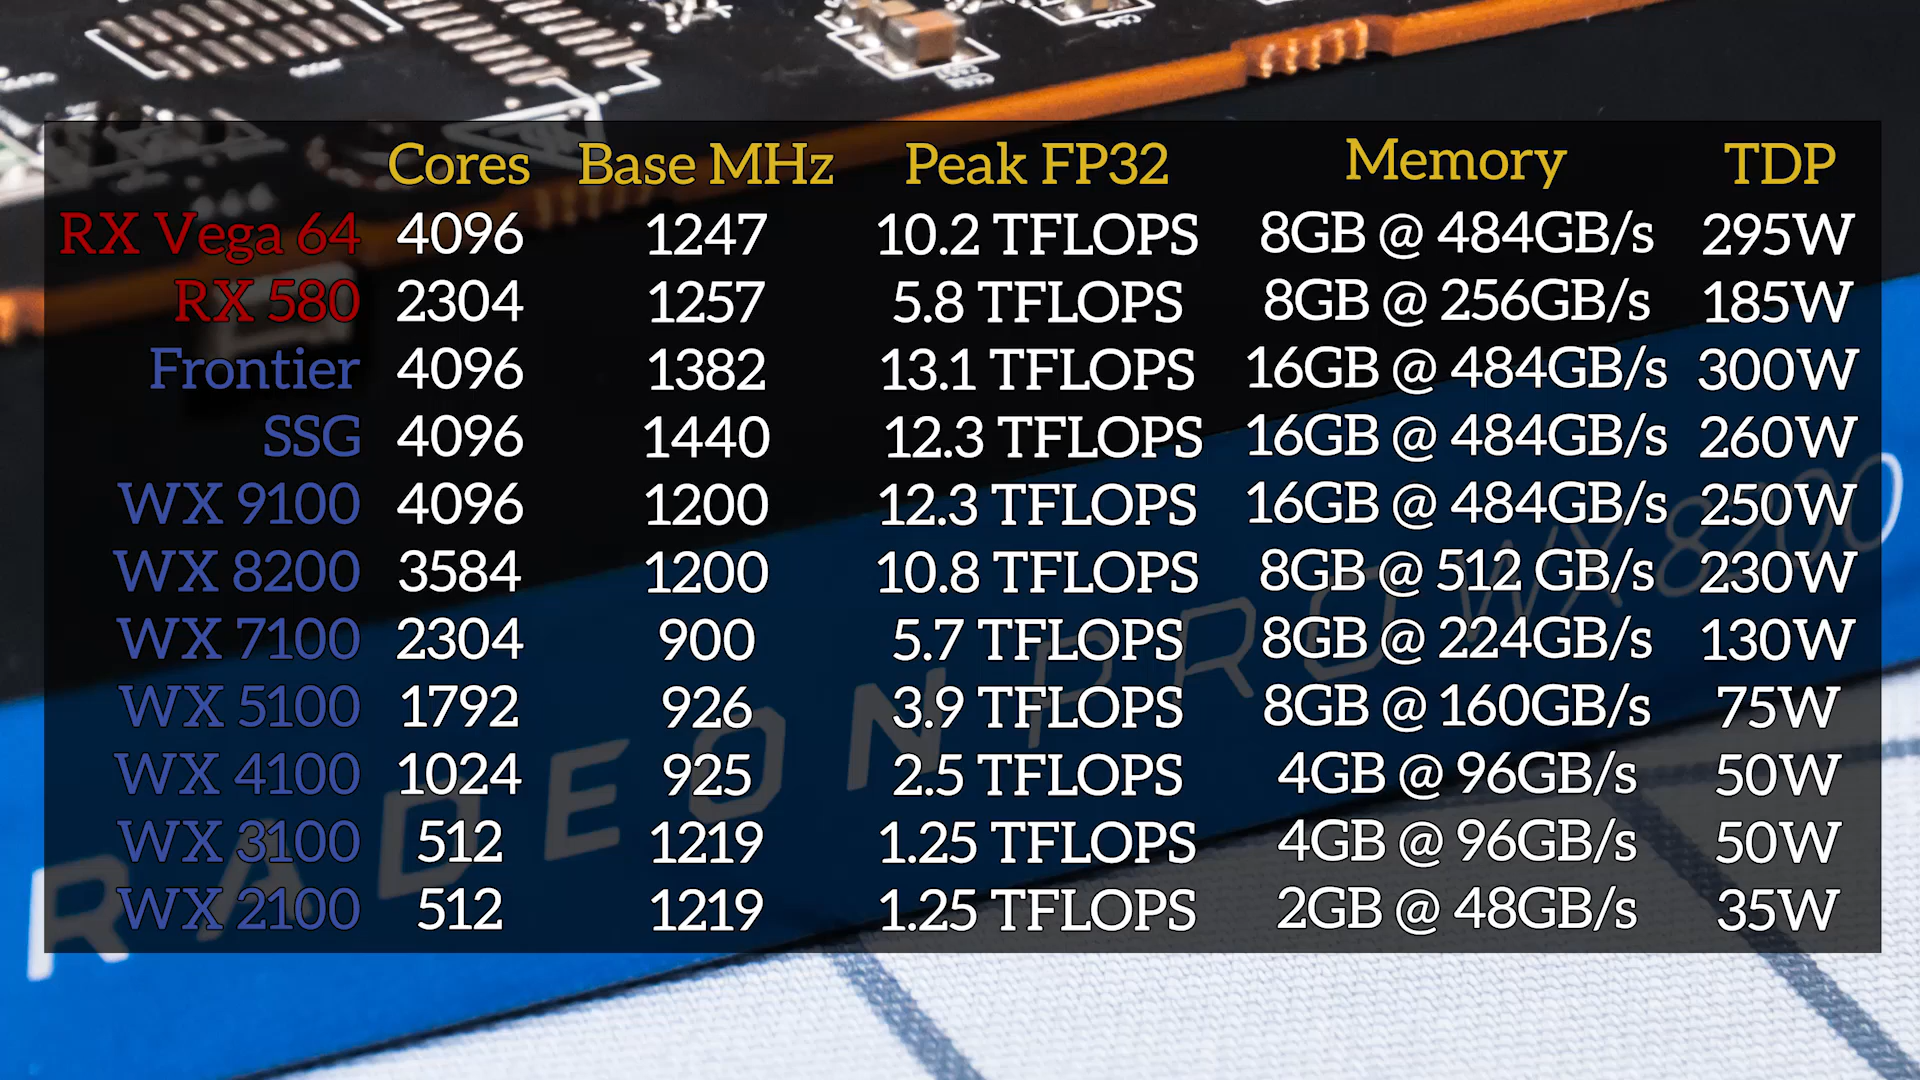 Cores Base MHz Peak FP32 Memory TDP
RX Vega 64 4096 1247 10.2 TFLOPS 8GB @ 484GB/s 295W
RX 580 2304 1257 5.8 TFLOPS 8GB @ 256GB/s 185W
Frontier 4096 1382 13.1 TFLOPS 16GB @ 484GB/s 300W
SSG 4096 1440 12.3 TFLOPS 16GB @ 484GB/s 260W
WX 9100 4096 1200 12.3 TFLOPS 16GB @ 484GB/s 250W
WX 8200 3584 1200 10.8 TFLOPS 8GB @ 512 GB/s 230W
WX 7100 2304 900 5.7 TFLOPS 8GB @ 224GB/s 130W
WX 5100 1792 926 3.9 TFLOPS 8GB @ 160GB/s 75W
WX 4100 1024 925 2.5 TFLOPS 4GB @ 96GB/s 50W
WX 3100 512 1219 1.25 TFLOPS 4GB @ 96GB/s 50W
WX 2100 512 1219 1.25 TFLOPS 2GB @ 48GB/s 35W
RADEON PRO WX 8200